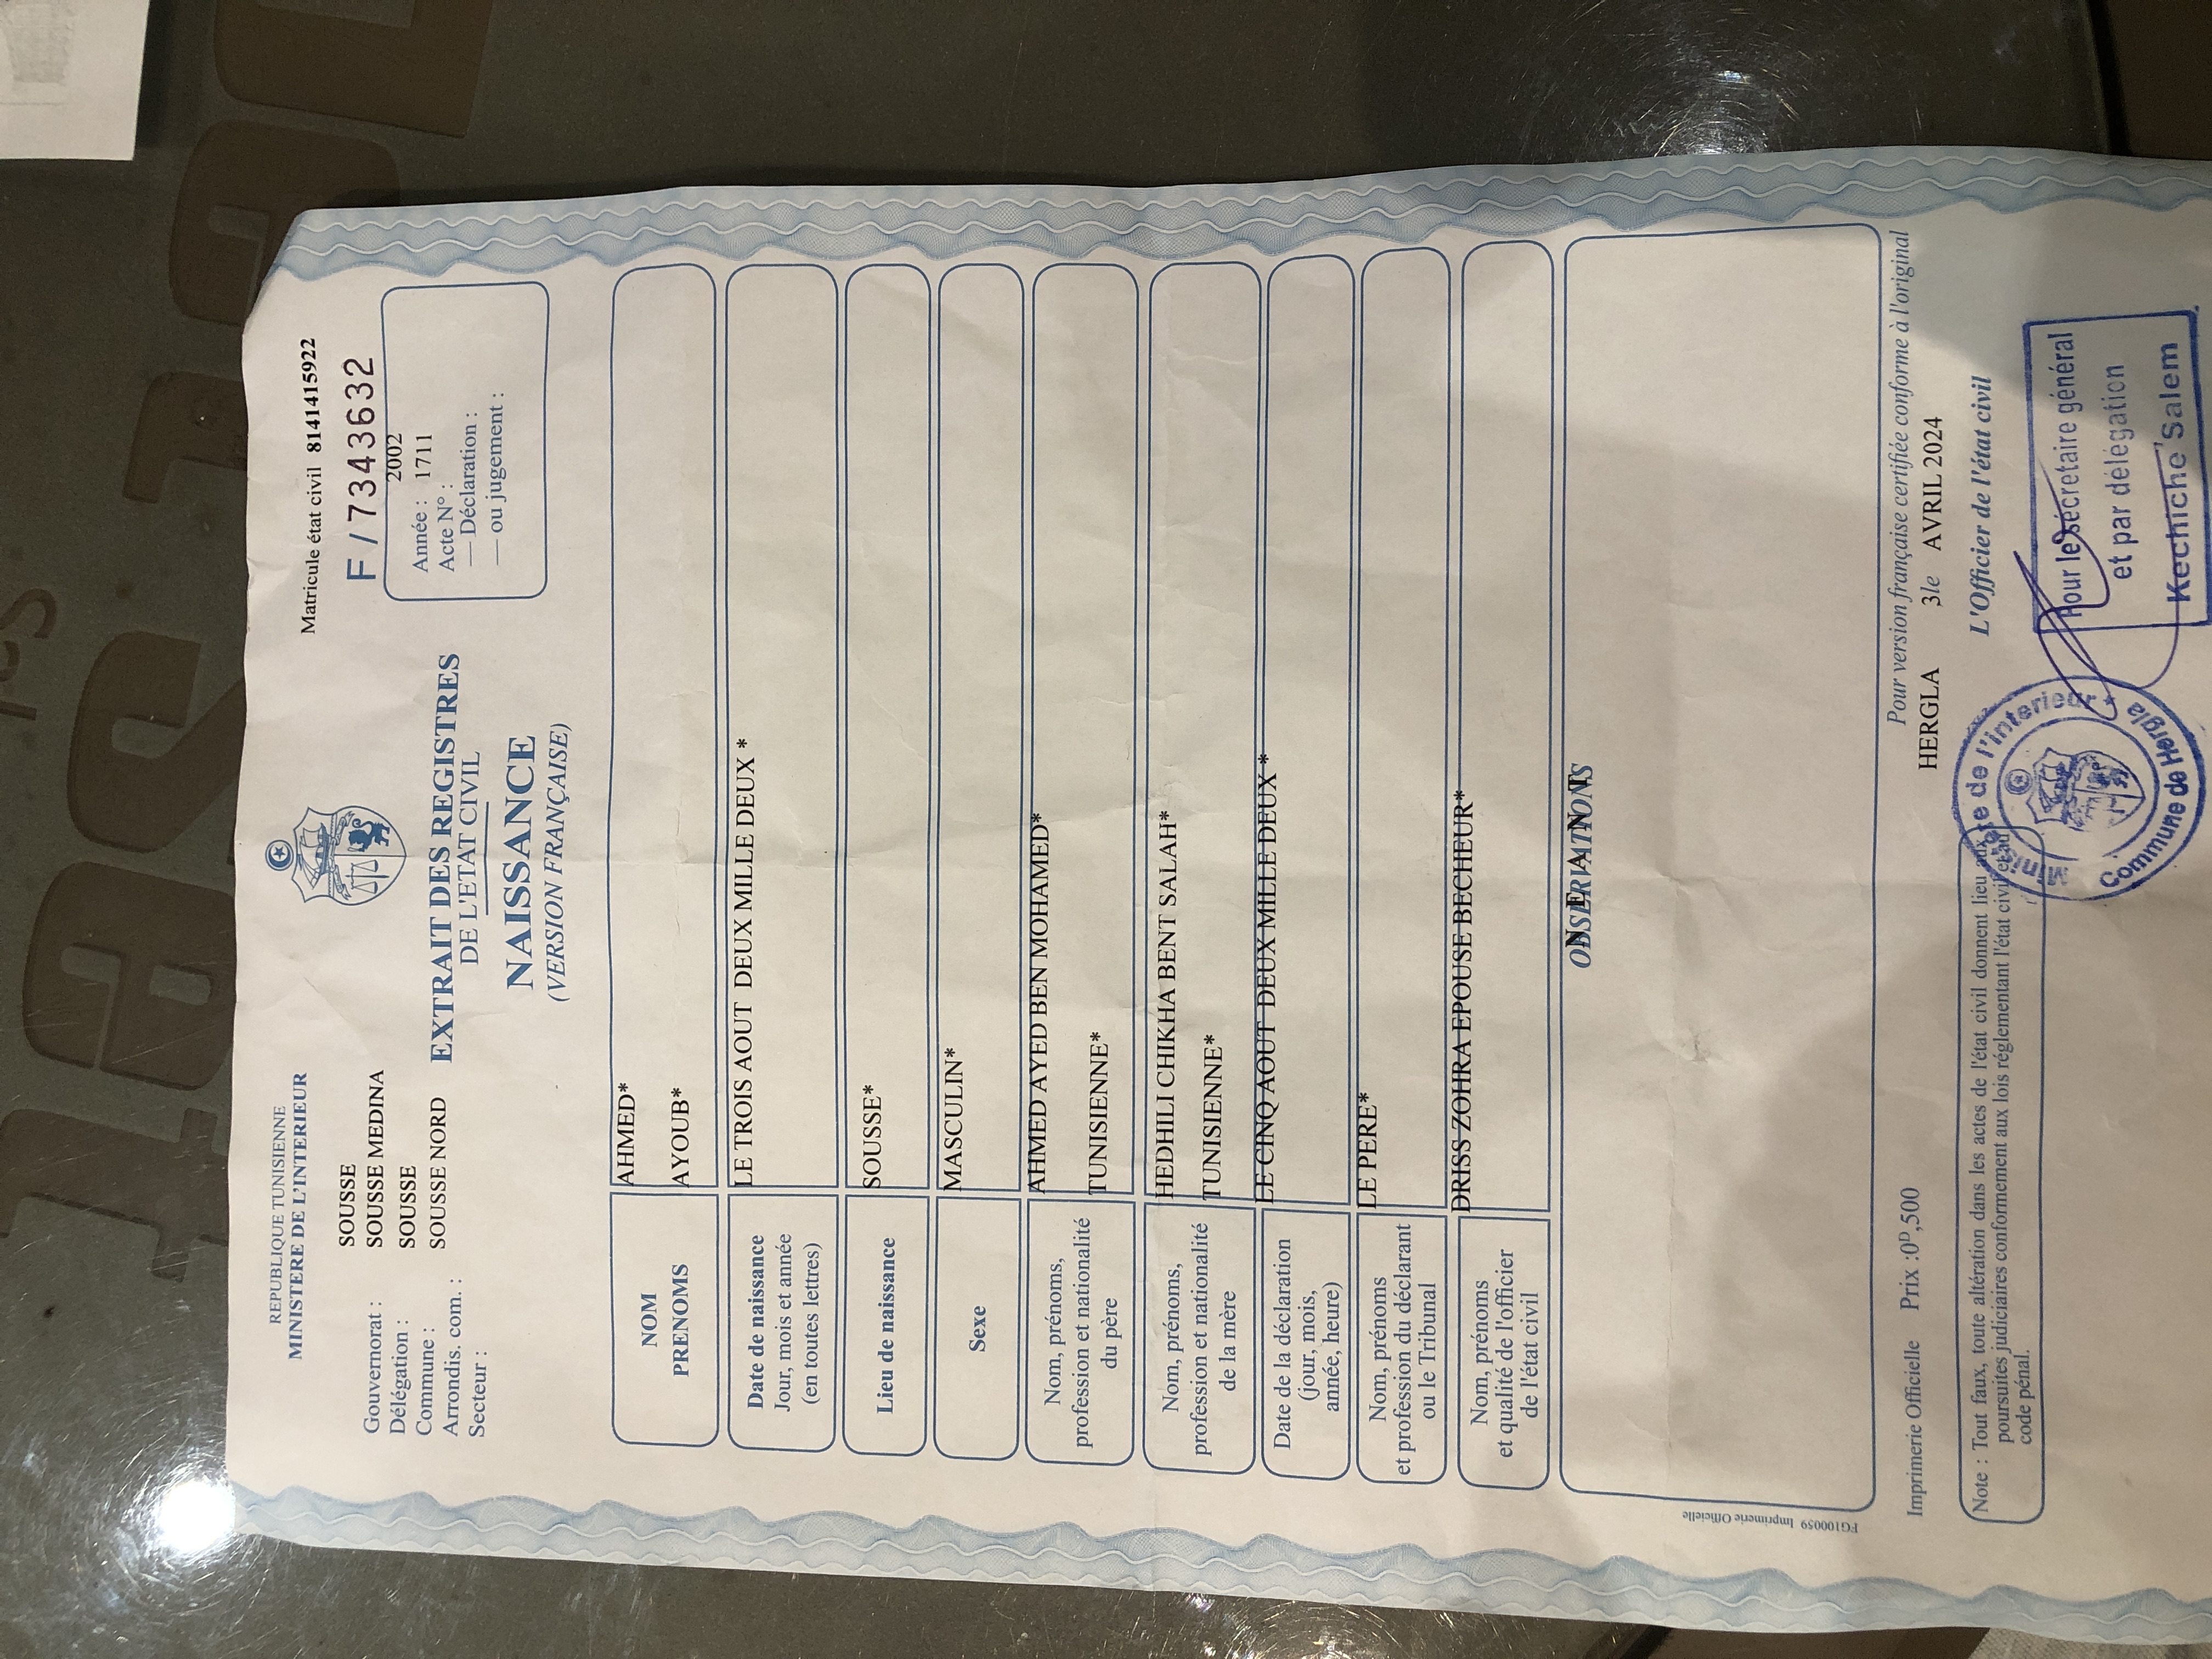 REPUBLIQUE TUNISIENNE
MINISTERE DE L'INTERIEUR
Gouvernorat : SOUSSE
Délégation : SOUSSE MEDINA
Commune : SOUSSE
Arrondis. com. : SOUSSE NORD
Secteur :
EXTRAIT DES REGISTRES
DE L'ETAT CIVIL
NAISSANCE
(VERSION FRANÇAISE)
Matricule état civil 8141415922
F / 7343632
2002
Année : 1711
Acte N° :
— Déclaration :
— ou jugement :
NOM
PRENOMS
AHMED*
AYOUB*
Date de naissance
Jour, mois et année
(en toutes lettres)
LE TROIS AOUT DEUX MILLE DEUX *
Lieu de naissance
SOUSSE*
Sexe
MASCULIN*
Nom, prénoms,
profession et nationalité
du père
AHMED AYED BEN MOHAMED*
TUNISIENNE*
Nom, prénoms,
profession et nationalité
de la mère
HEDHILI CHIKHA BENT SALAH*
TUNISIENNE*
Date de la déclaration
(jour, mois,
année, heure)
LE CINQ AOUT DEUX MILLE DEUX *
Nom, prénoms
et profession du déclarant
ou le Tribunal
LE PERE*
Nom, prénoms
et qualité de l'officier
de l'état civil
DRISS ZOHRA EPOUSE BECHEUR*
OBSERVATIONS
NEANT
FG100059 Imprimerie Officielle
Imprimerie Officielle Prix :0ᴰ,500
Pour version française certifiée conforme à l'original
HERGLA 3le AVRIL 2024
L'Officier de l'état civil
Note : Tout faux, toute altération dans les actes de l'état civil donnent lieu aux
poursuites judiciaires conformement aux lois réglementant l'état civil et au
code pénal.
Ministère de l'interieur
Commune de Hergla
Pour le sécretaire général
et par délégation
Kechiche Salem